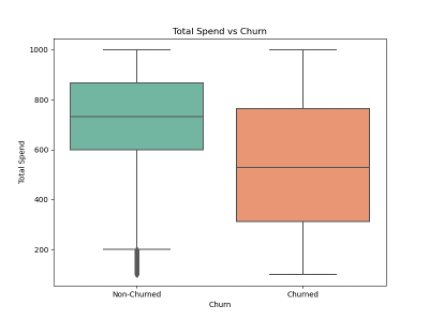 Total Spend vs Churn
1000
800
600
400
200
Total Spend
Non-Churned
Churned
Churn